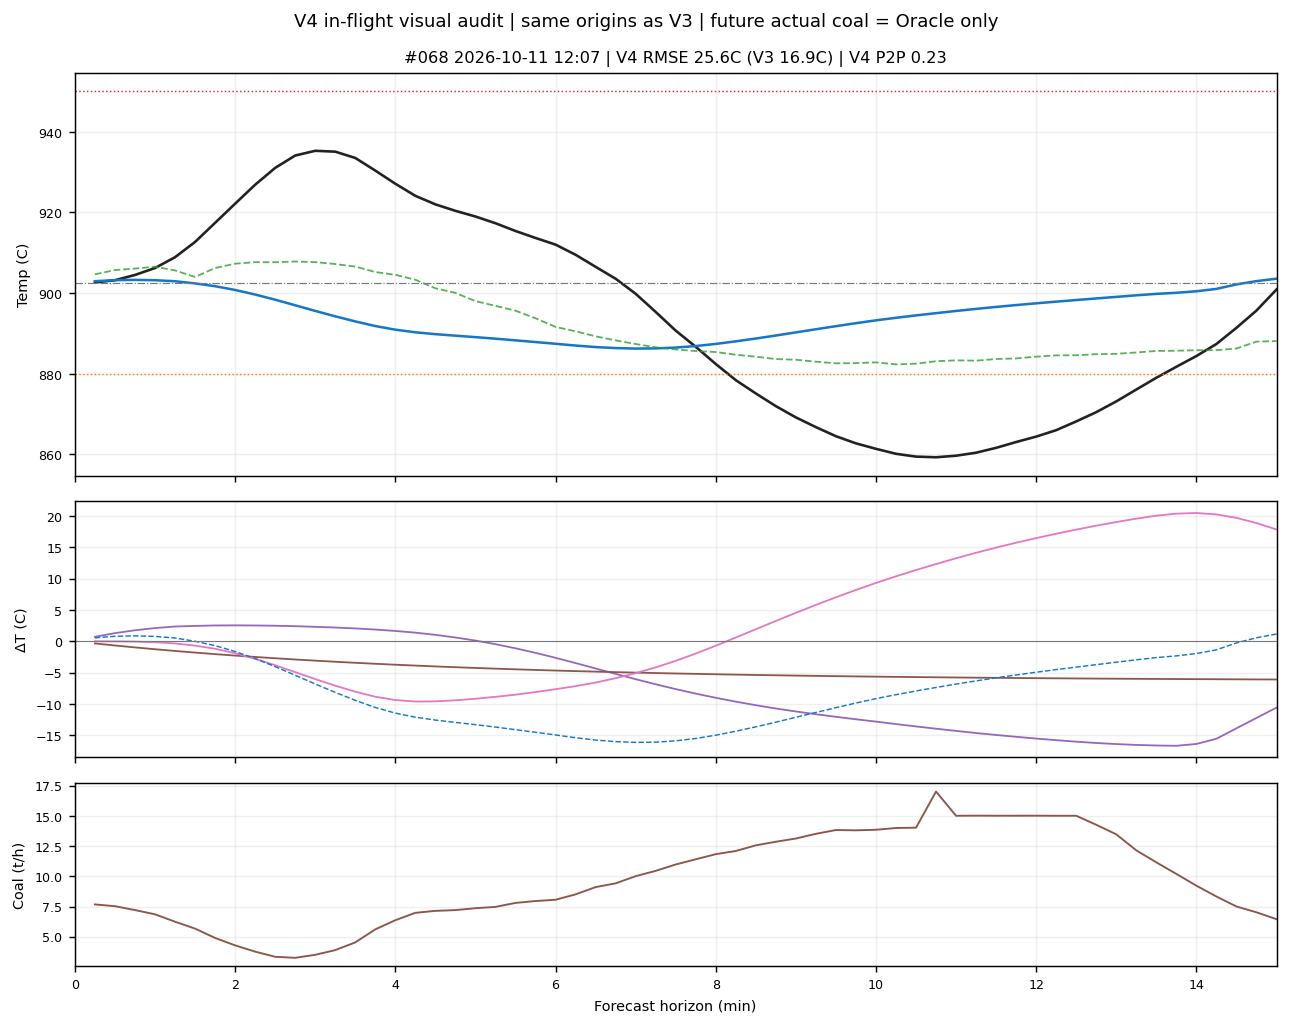 V4 in-flight visual audit | same origins as V3 | future actual coal = Oracle only
#068 2026-10-11 12:07 | V4 RMSE 25.6C (V3 16.9C) | V4 P2P 0.23
Temp (C)
940
920
900
880
860
ΔT (C)
20
15
10
5
0
−5
−10
−15
Coal (t/h)
17.5
15.0
12.5
10.0
7.5
5.0
0 2 4 6 8 10 12 14
Forecast horizon (min)